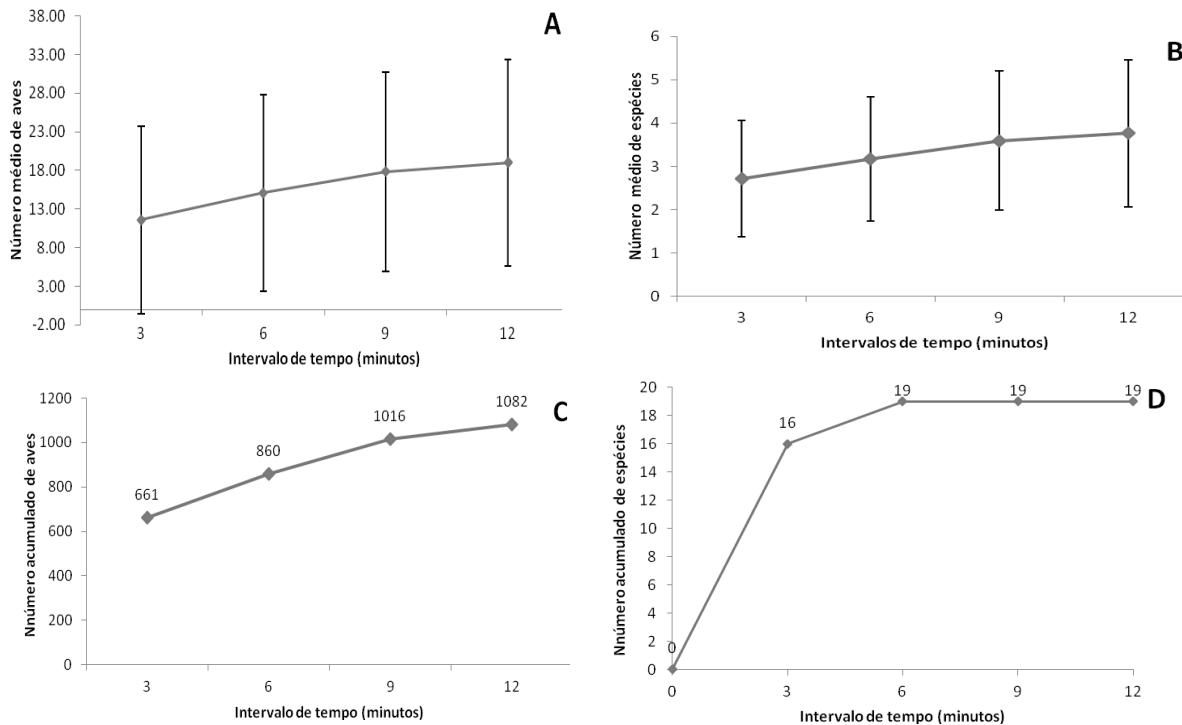 A
Número médio de aves
38.00
33.00
28.00
23.00
18.00
13.00
8.00
3.00
-2.00
3 6 9 12
Intervalo de tempo (minutos)
B
Número médio de espécies
6
5
4
3
2
1
0
3 6 9 12
Intervalos de tempo (minutos)
C
Nnúmero acumulado de aves
1200
1000
800
600
400
200
0
661 860 1016 1082
3 6 9 12
Intervalo de tempo (minutos)
D
Nnúmero acumulado de espécies
20
18
16
14
12
10
8
6
4
2
0
0 16 19 19 19
0 3 6 9 12
Intervalo de tempo (minutos)